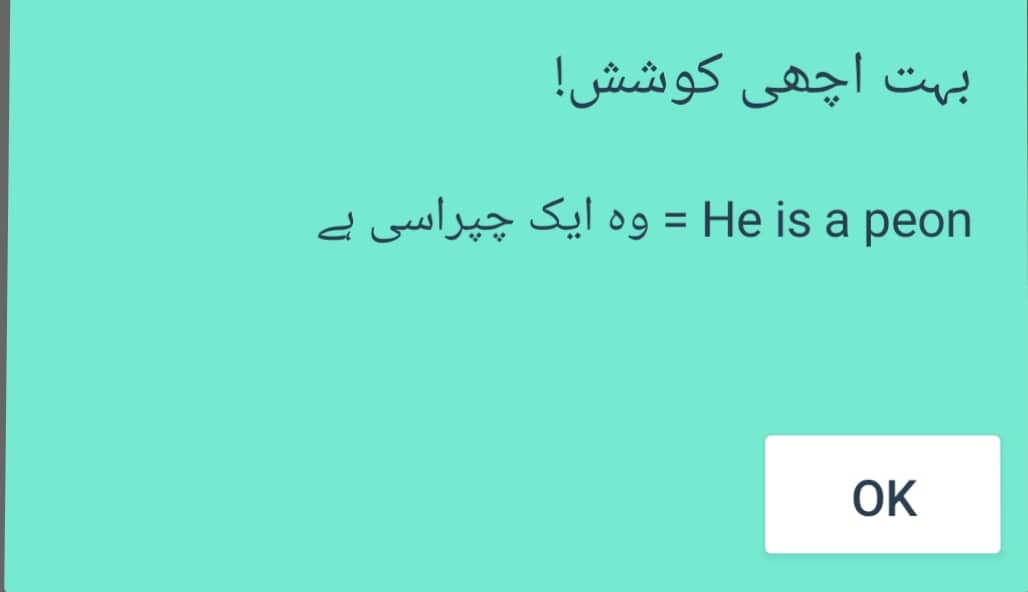 بہت اچھی کوشش!
He is a peon = وہ ایک چپراسی ہے
OK